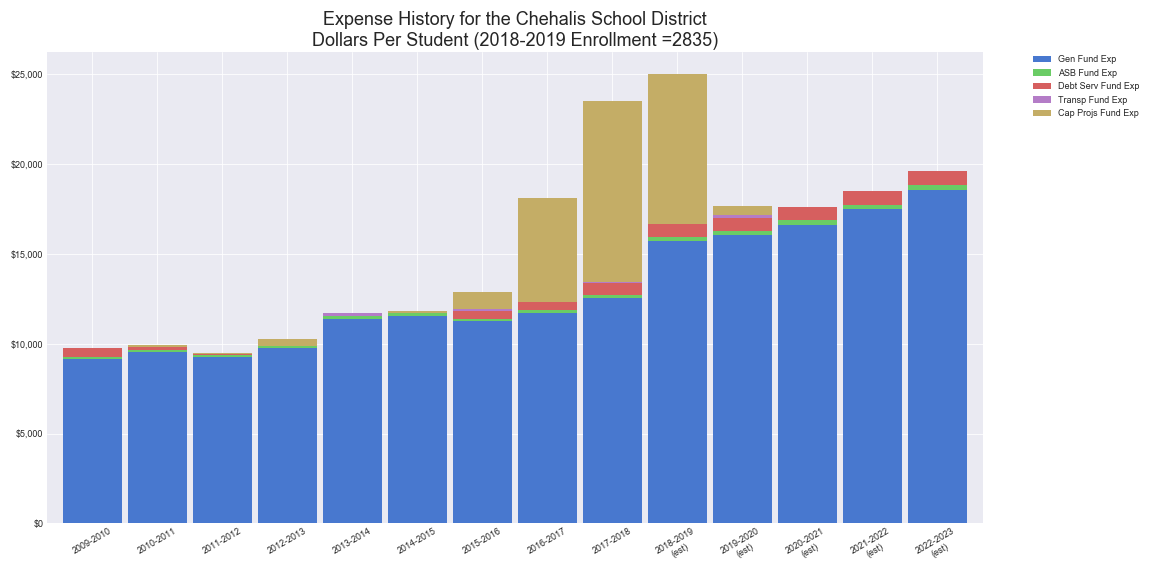 Expense History for the Chehalis School District
Dollars Per Student (2018-2019 Enrollment =2835)
Gen Fund Exp
ASB Fund Exp
Debt Serv Fund Exp
Transp Fund Exp
Cap Projs Fund Exp
$25,000
$20,000
$15,000
$10,000
$5,000
$0
2009-2010
2010-2011
2011-2012
2012-2013
2013-2014
2014-2015
2015-2016
2016-2017
2017-2018
2018-2019
(est)
2019-2020
(est)
2020-2021
(est)
2021-2022
(est)
2022-2023
(est)